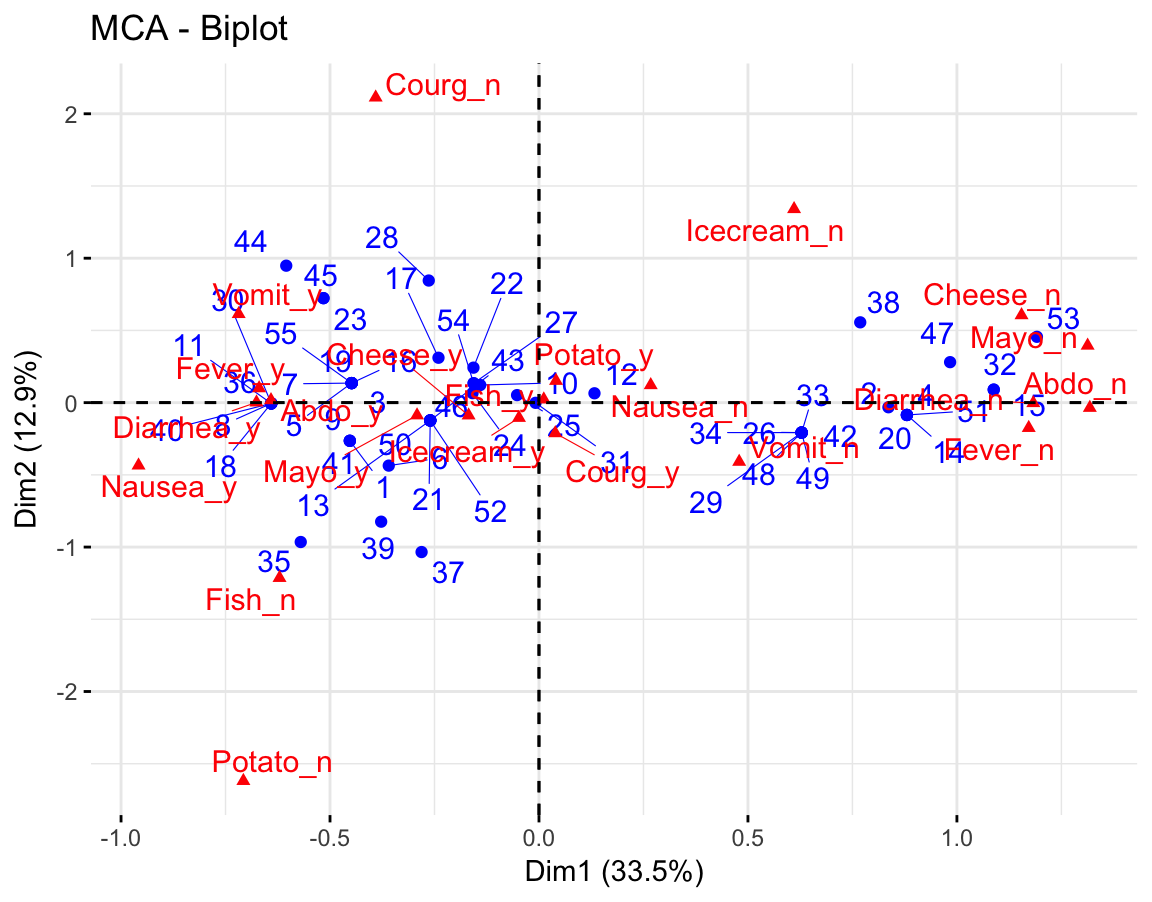 MCA - Biplot
Courg_n
2
Icecream_n
44
28
1
45
17
22
Vomit_y
30
Cheese_n
38
53
23
54
27
47
Mayo_n
55
11
Cheese_y
19
16
43
Potato_y
32
Fever_y
36
7
10
12
Abdo_n
Fish_y
33
2
4
Diarrhea_n
51
15
0
3
46
Nausea_n
Abdo_y
Diarrhea_y
40
8
5
9
25
34
26
42
20
14
Fever_n
50
24
Icecream_y
Vomit_n
18
Mayo_y
41
6
31
Courg_y
48
49
Nausea_y
1
13
21
52
29
-1
35
39
37
Fish_n
Dim2 (12.9%)
-2
Potato_n
-1.0
-0.5
0.0
0.5
1.0
Dim1 (33.5%)